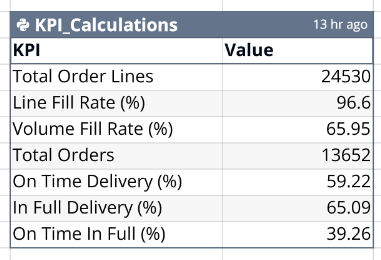 KPI_Calculations 13 hr ago
KPI Value
Total Order Lines 24530
Line Fill Rate (%) 96.6
Volume Fill Rate (%) 65.95
Total Orders 13652
On Time Delivery (%) 59.22
In Full Delivery (%) 65.09
On Time In Full (%) 39.26